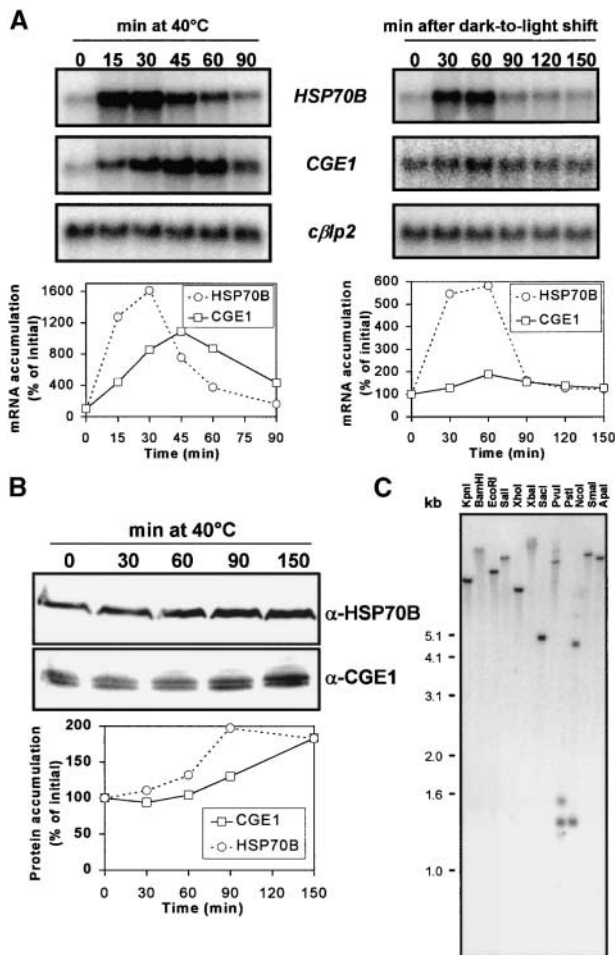 A
min at 40°C
0 15 30 45 60 90
min after dark-to-light shift
0 30 60 90 120 150
HSP70B
CGE1
cβlp2
mRNA accumulation
(% of initial)
1600
1200
800
400
HSP70B
CGE1
0 15 30 45 60 75 90
Time (min)
mRNA accumulation
(% of initial)
600
500
400
300
200
100
0
HSP70B
CGE1
0 30 60 90 120 150
Time (min)
B
min at 40°C
0 30 60 90 150
α-HSP70B
α-CGE1
Protein accumulation
(% of initial)
200
150
100
50
0
CGE1
HSP70B
0 30 60 90 120 150
Time (min)
C
kb
KpnI
BamHI
EcoRI
SalI
XhoI
XbaI
SacI
PvuI
PstI
NcoI
SmaI
ApaI
5.1
4.1
3.1
2.0
1.6
1.0